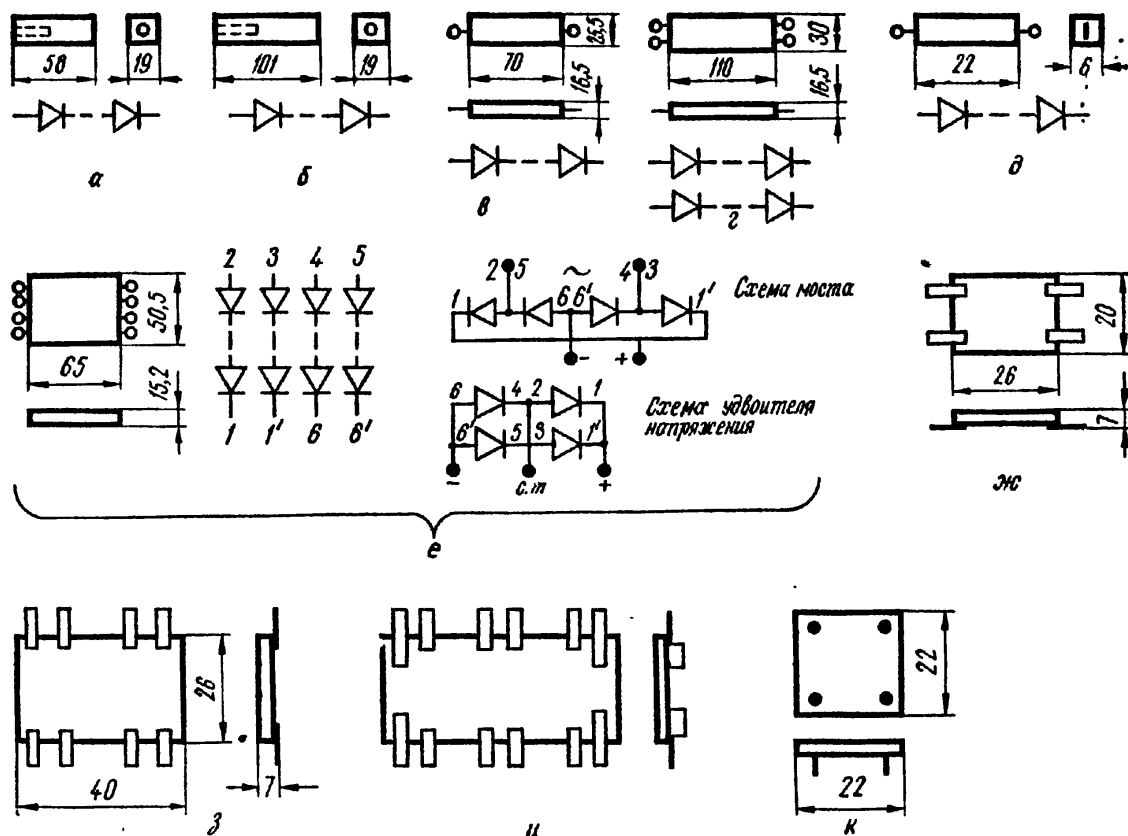 58 19 101 19 70 25,5 16,5 110 30 16,5 22 6
а б в г д
2 3 4 5
50,5
65
15,2
1 1' 6 6'
2 5 ~ 4 3
1 6 6' 1'
- +
Схема моста
6 4 2 1
6' 5 3 1'
- с.т +
Схема удвоителя
напряжения
20
26
7
ж
е
26
40
7
з
и
22
22
к